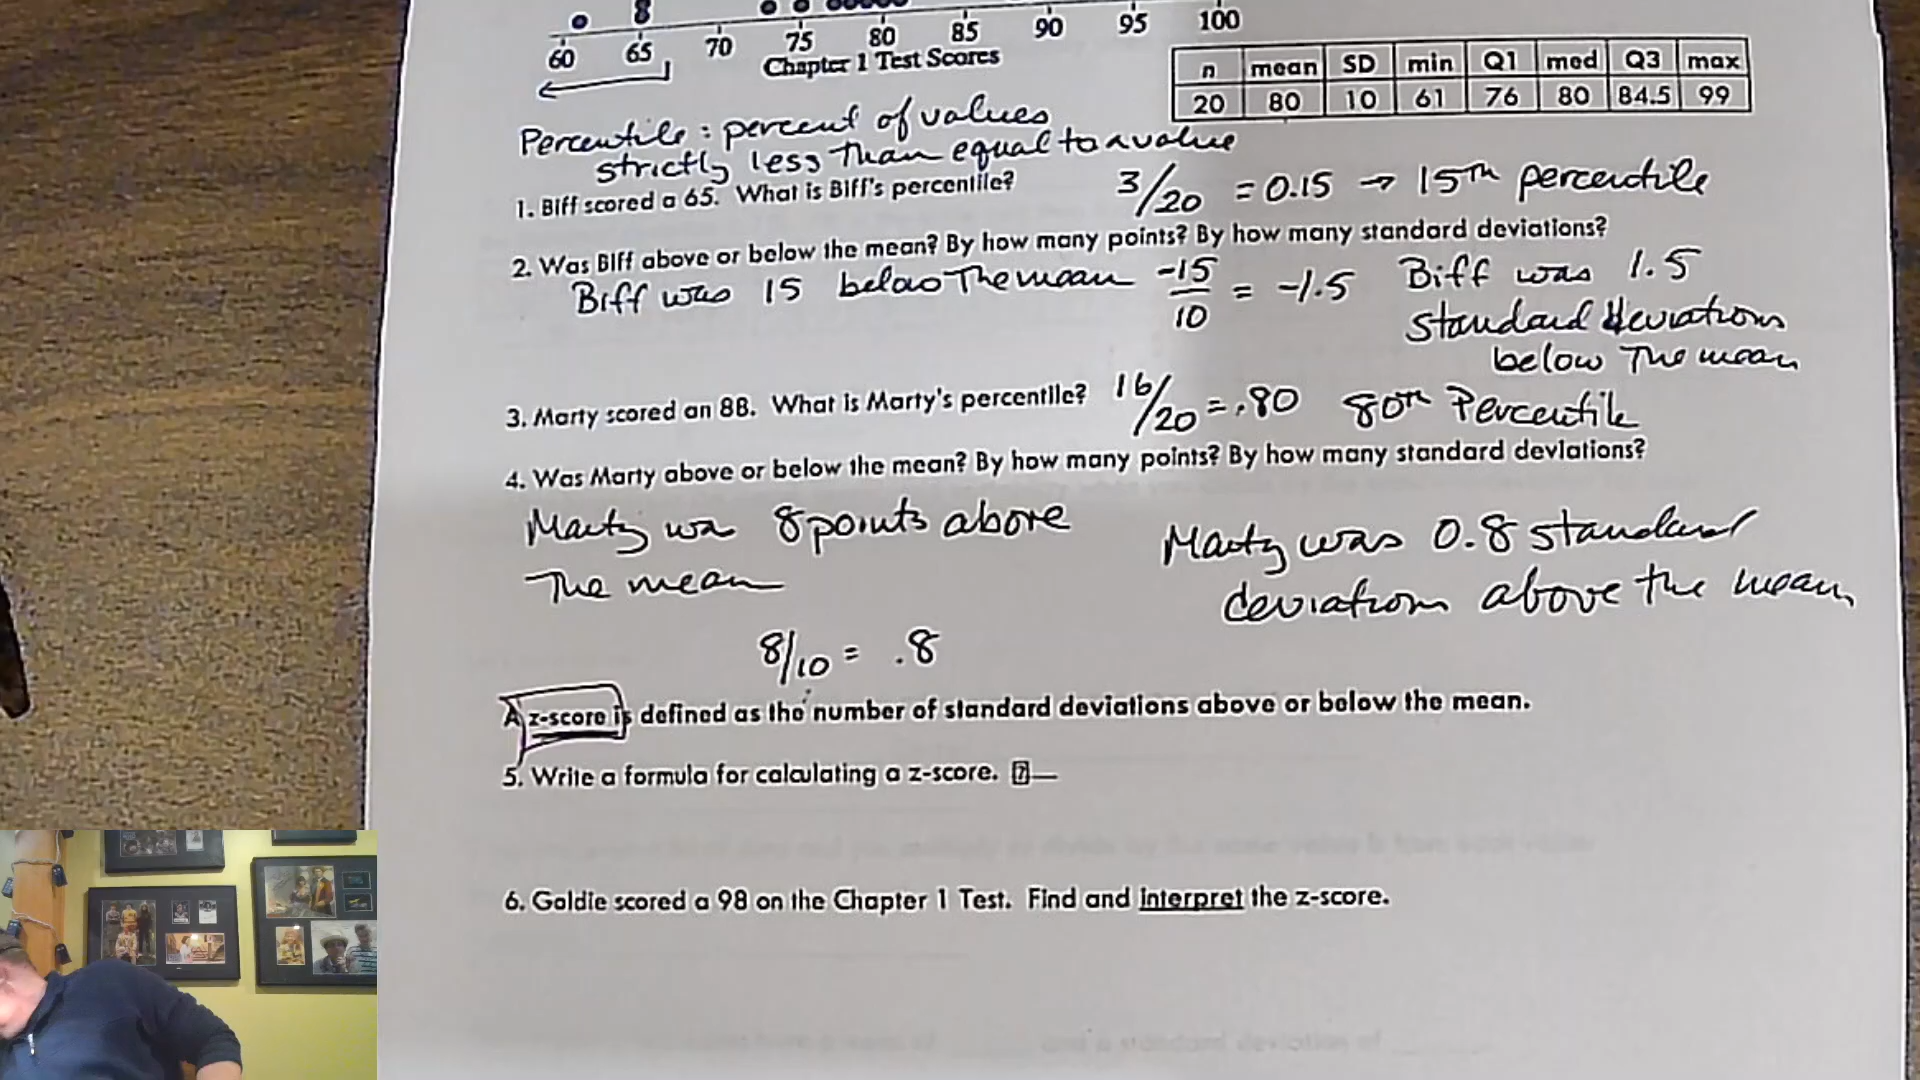 60 65 70 75 80 85 90 95 100
Chapter 1 Test Scores
n mean SD min Q1 med Q3 max
20 80 10 61 76 80 84.5 99
Percentile : percent of values
strictly less than equal to a value
1. Biff scored a 65. What is Biff's percentile? 3/20 = 0.15 → 15th percentile
2. Was Biff above or below the mean? By how many points? By how many standard deviations?
Biff was 15 below The mean -15/10 = -1.5 Biff was 1.5
standard deviations
below The mean
3. Marty scored an 88. What is Marty's percentile? 16/20 = .80 80th Percentile
4. Was Marty above or below the mean? By how many points? By how many standard deviations?
Marty was 8 points above
The mean
Marty was 0.8 standard
deviations above the mean
8/10 = .8
A z-score is defined as the number of standard deviations above or below the mean.
5. Write a formula for calculating a z-score.
6. Goldie scored a 98 on the Chapter 1 Test. Find and interpret the z-score.